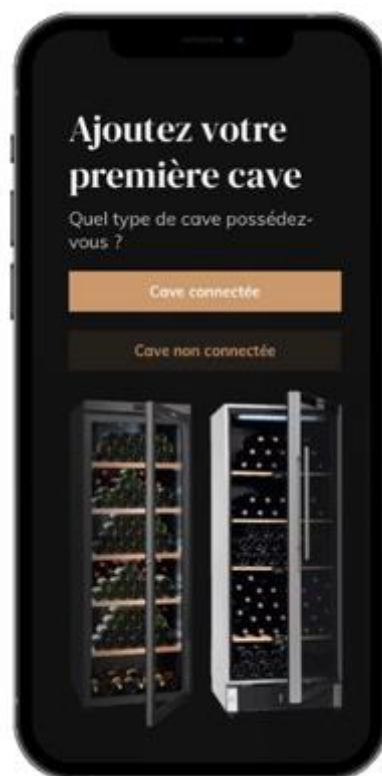 Ajoutez votre
première cave
Quel type de cave possédez-
vous ?
Cave connectée
Cave non connectée